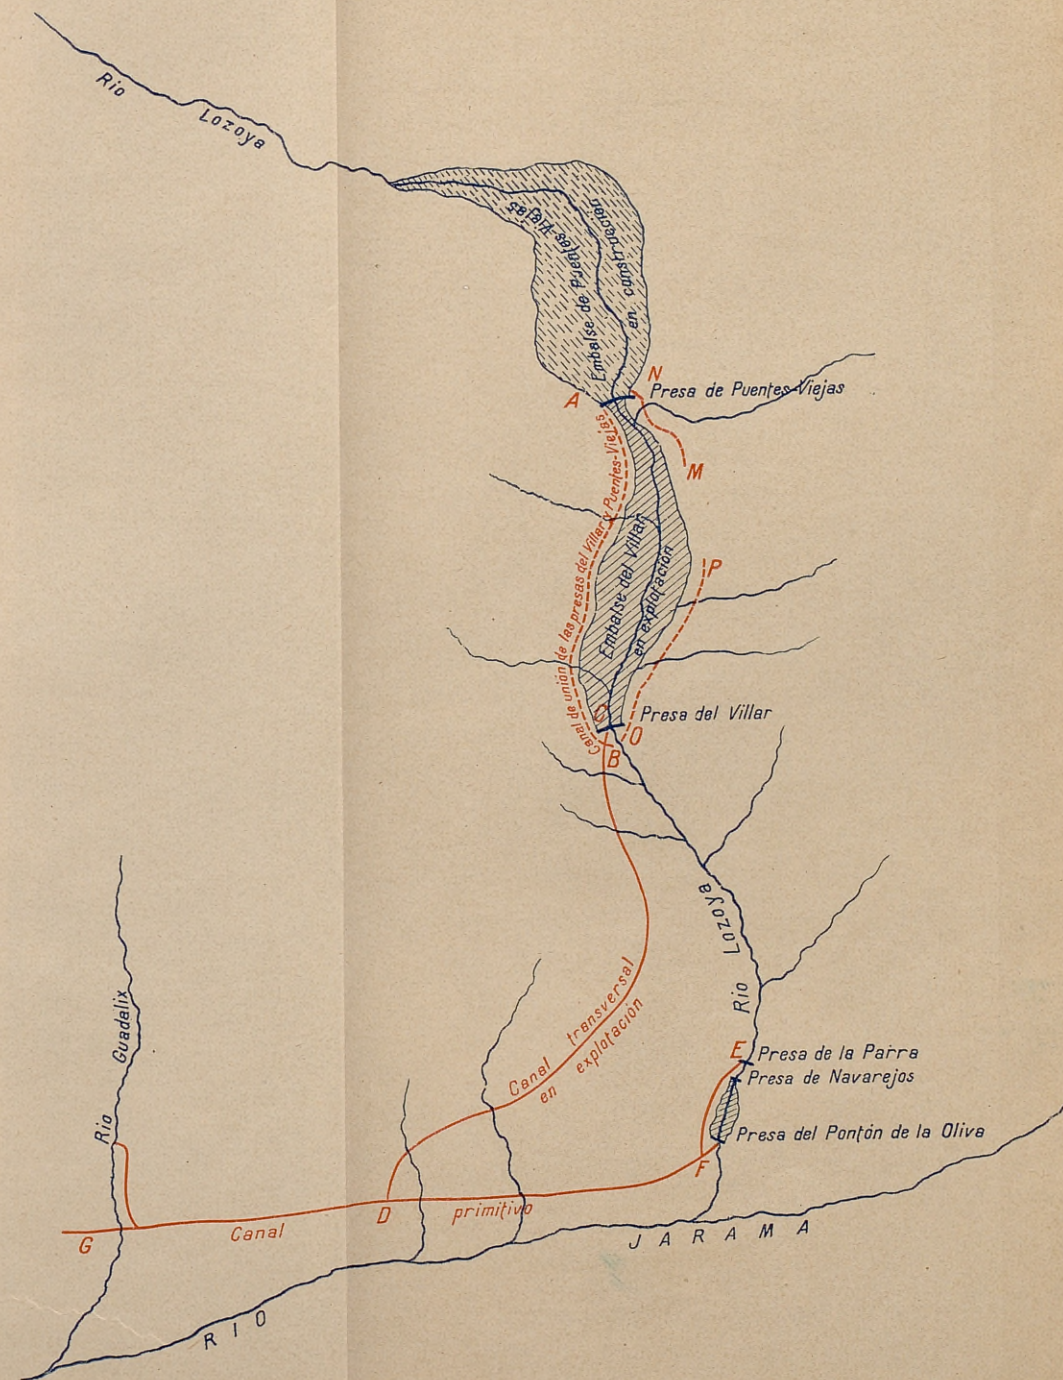 Rio Lozoya
Embalse de Puentes-Viejas
en construcción
N
Presa de Puentes-Viejas
A
M
Canal de unión de las presas del Villar y Puentes-Viejas
Embalse del Villar
en explotación
P
C
Presa del Villar
O
B
Rio Lozoya
Canal transversal
en explotación
Rio Guadalix
E
Presa de la Parra
Presa de Navarejos
Presa del Pontón de la Oliva
F
D
primitivo
Canal
G
RIO JARAMA